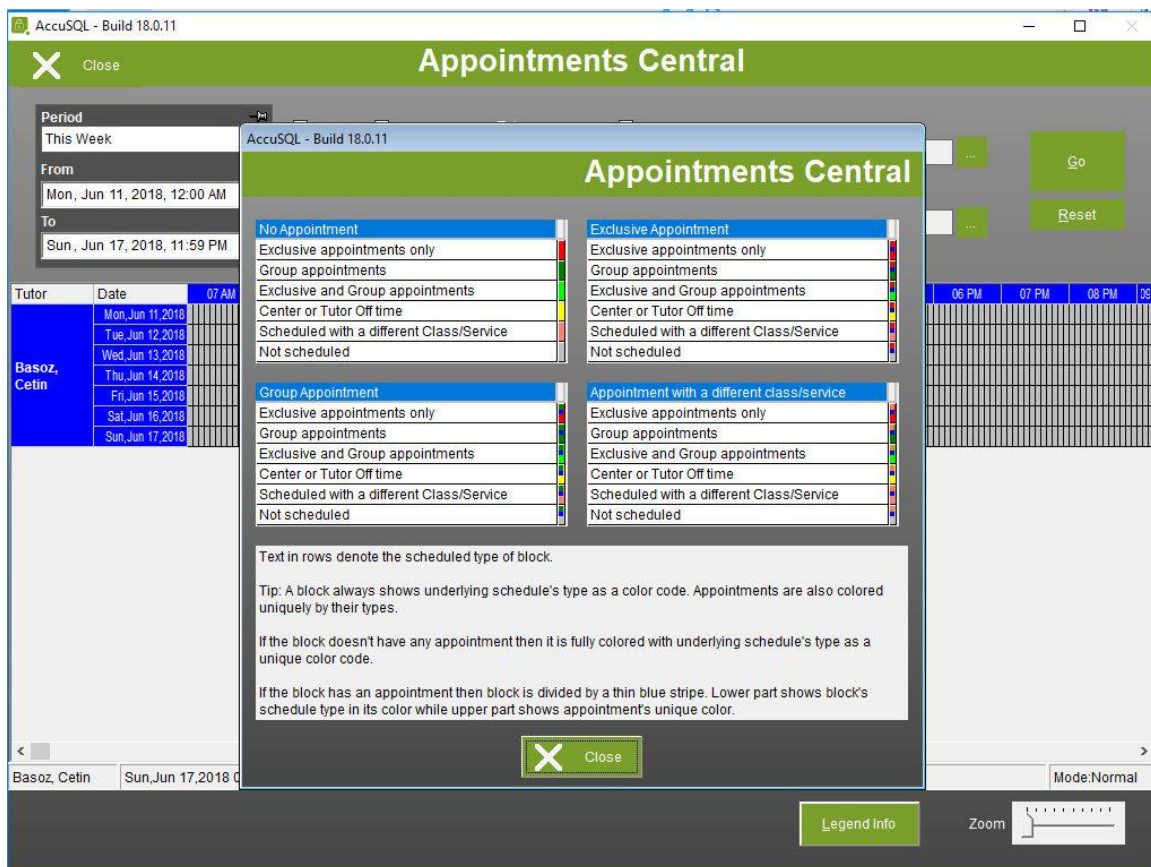 AccuSQL - Build 18.0.11
Close
Appointments Central
Period
This Week
From
Mon, Jun 11, 2018, 12:00 AM
To
Sun, Jun 17, 2018, 11:59 PM
...
Go
...
Reset
Tutor Date 07 AM 06 PM 07 PM 08 PM 09
Basoz, Cetin
Mon,Jun 11,2018
Tue,Jun 12,2018
Wed,Jun 13,2018
Thu,Jun 14,2018
Fri,Jun 15,2018
Sat,Jun 16,2018
Sun,Jun 17,2018
AccuSQL - Build 18.0.11
Appointments Central
No Appointment
Exclusive appointments only
Group appointments
Exclusive and Group appointments
Center or Tutor Off time
Scheduled with a different Class/Service
Not scheduled
Exclusive Appointment
Exclusive appointments only
Group appointments
Exclusive and Group appointments
Center or Tutor Off time
Scheduled with a different Class/Service
Not scheduled
Group Appointment
Exclusive appointments only
Group appointments
Exclusive and Group appointments
Center or Tutor Off time
Scheduled with a different Class/Service
Not scheduled
Appointment with a different class/service
Exclusive appointments only
Group appointments
Exclusive and Group appointments
Center or Tutor Off time
Scheduled with a different Class/Service
Not scheduled
Text in rows denote the scheduled type of block.
Tip: A block always shows underlying schedule's type as a color code. Appointments are also colored
uniquely by their types.
If the block doesn't have any appointment then it is fully colored with underlying schedule's type as a
unique color code.
If the block has an appointment then block is divided by a thin blue stripe. Lower part shows block's
schedule type in its color while upper part shows appointment's unique color.
Close
Basoz, Cetin
Sun,Jun 17,2018
Mode:Normal
Legend Info
Zoom